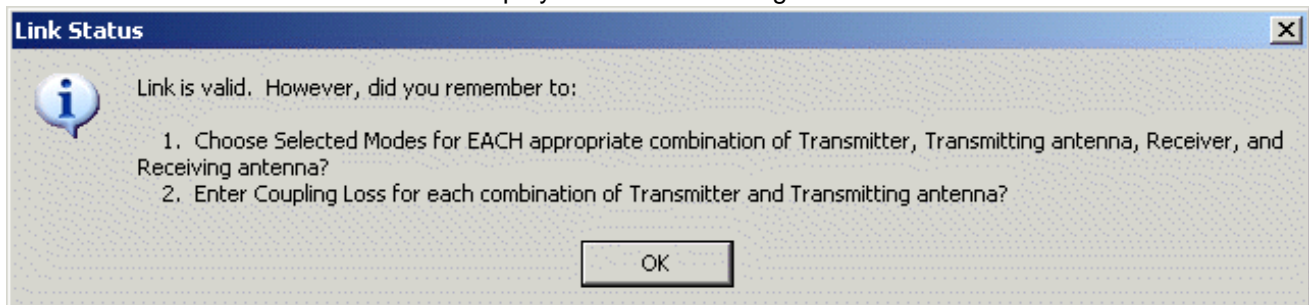 Link Status
Link is valid. However, did you remember to:
1. Choose Selected Modes for EACH appropriate combination of Transmitter, Transmitting antenna, Receiver, and
Receiving antenna?
2. Enter Coupling Loss for each combination of Transmitter and Transmitting antenna?
OK